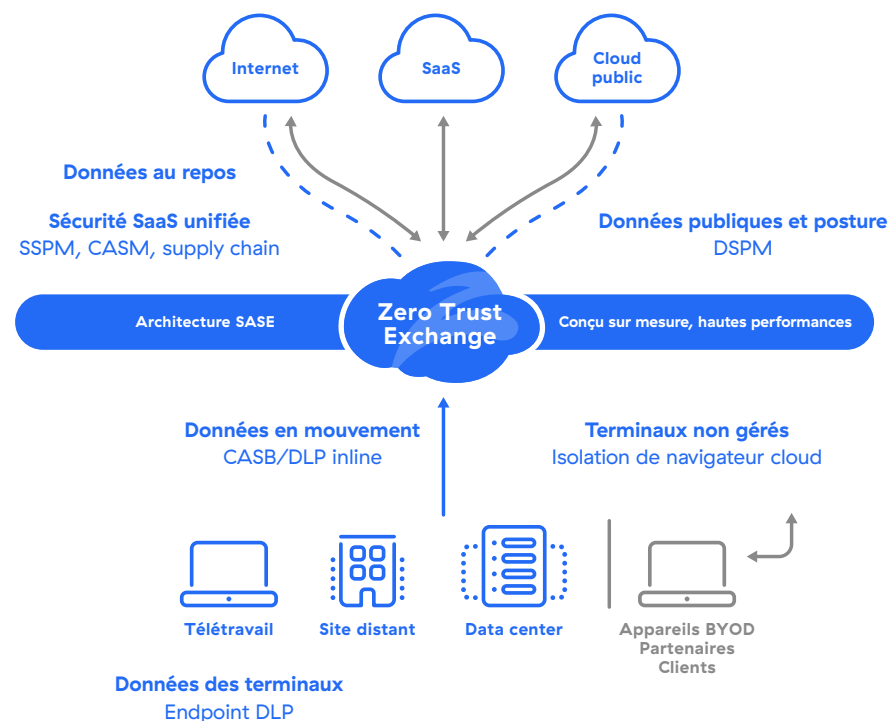 Internet
SaaS
Cloud
public
Données au repos
Sécurité SaaS unifiée
SSPM, CASM, supply chain
Données publiques et posture
DSPM
Architecture SASE
Zero Trust
Exchange
Conçu sur mesure, hautes performances
Données en mouvement
CASB/DLP inline
Terminaux non gérés
Isolation de navigateur cloud
Télétravail
Site distant
Data center
Appareils BYOD
Partenaires
Clients
Données des terminaux
Endpoint DLP